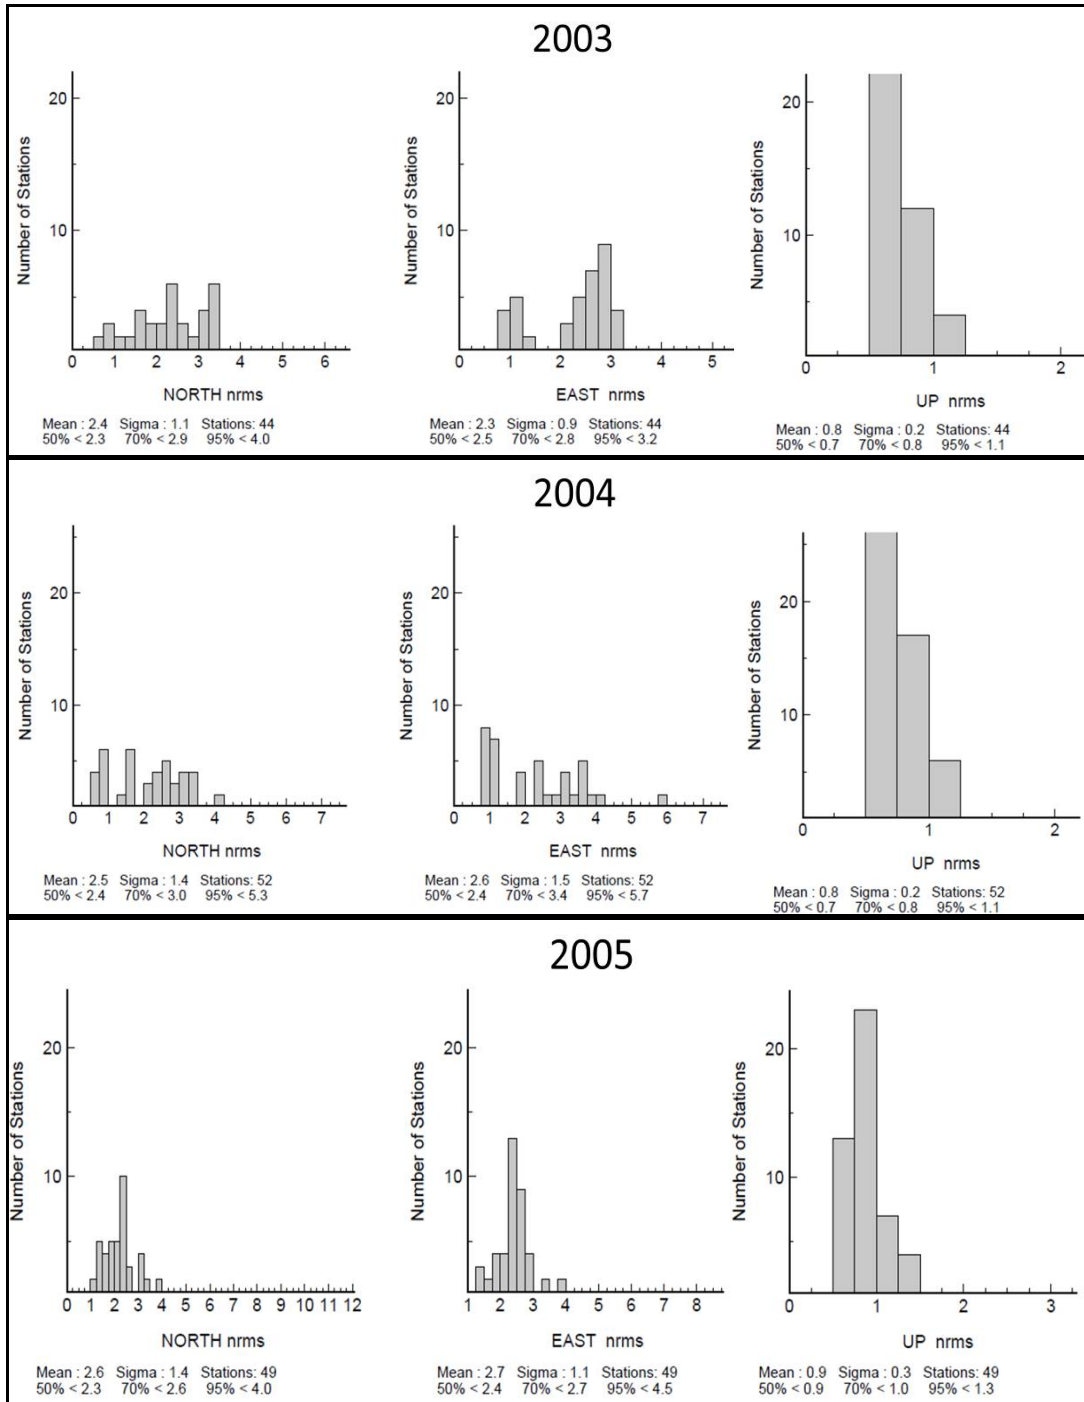 2003
20
10
Number of Stations
0 1 2 3 4 5 6
NORTH nrms
Mean : 2.4 Sigma : 1.1 Stations: 44
50% < 2.3 70% < 2.9 95% < 4.0
20
10
Number of Stations
0 1 2 3 4 5
EAST nrms
Mean : 2.3 Sigma : 0.9 Stations: 44
50% < 2.5 70% < 2.8 95% < 3.2
20
10
Number of Stations
0 1 2
UP nrms
Mean : 0.8 Sigma : 0.2 Stations: 44
50% < 0.7 70% < 0.8 95% < 1.1
2004
20
10
Number of Stations
0 1 2 3 4 5 6 7
NORTH nrms
Mean : 2.5 Sigma : 1.4 Stations: 52
50% < 2.4 70% < 3.0 95% < 5.3
20
10
Number of Stations
0 1 2 3 4 5 6 7
EAST nrms
Mean : 2.6 Sigma : 1.5 Stations: 52
50% < 2.4 70% < 3.4 95% < 5.7
20
10
Number of Stations
0 1 2
UP nrms
Mean : 0.8 Sigma : 0.2 Stations: 52
50% < 0.7 70% < 0.8 95% < 1.1
2005
20
10
Number of Stations
0 1 2 3 4 5 6 7 8 9 10 11 12
NORTH nrms
Mean : 2.6 Sigma : 1.4 Stations: 49
50% < 2.3 70% < 2.6 95% < 4.0
20
10
Number of Stations
1 2 3 4 5 6 7 8
EAST nrms
Mean : 2.7 Sigma : 1.1 Stations: 49
50% < 2.4 70% < 2.7 95% < 4.5
20
10
Number of Stations
0 1 2 3
UP nrms
Mean : 0.9 Sigma : 0.3 Stations: 49
50% < 0.9 70% < 1.0 95% < 1.3